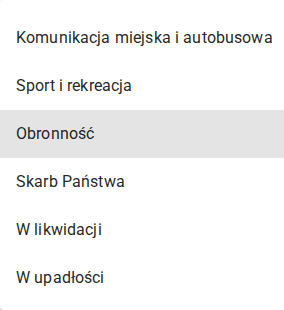 Komunikacja miejska i autobusowa
Sport i rekreacja
Obronność
Skarb Państwa
W likwidacji
W upadłości